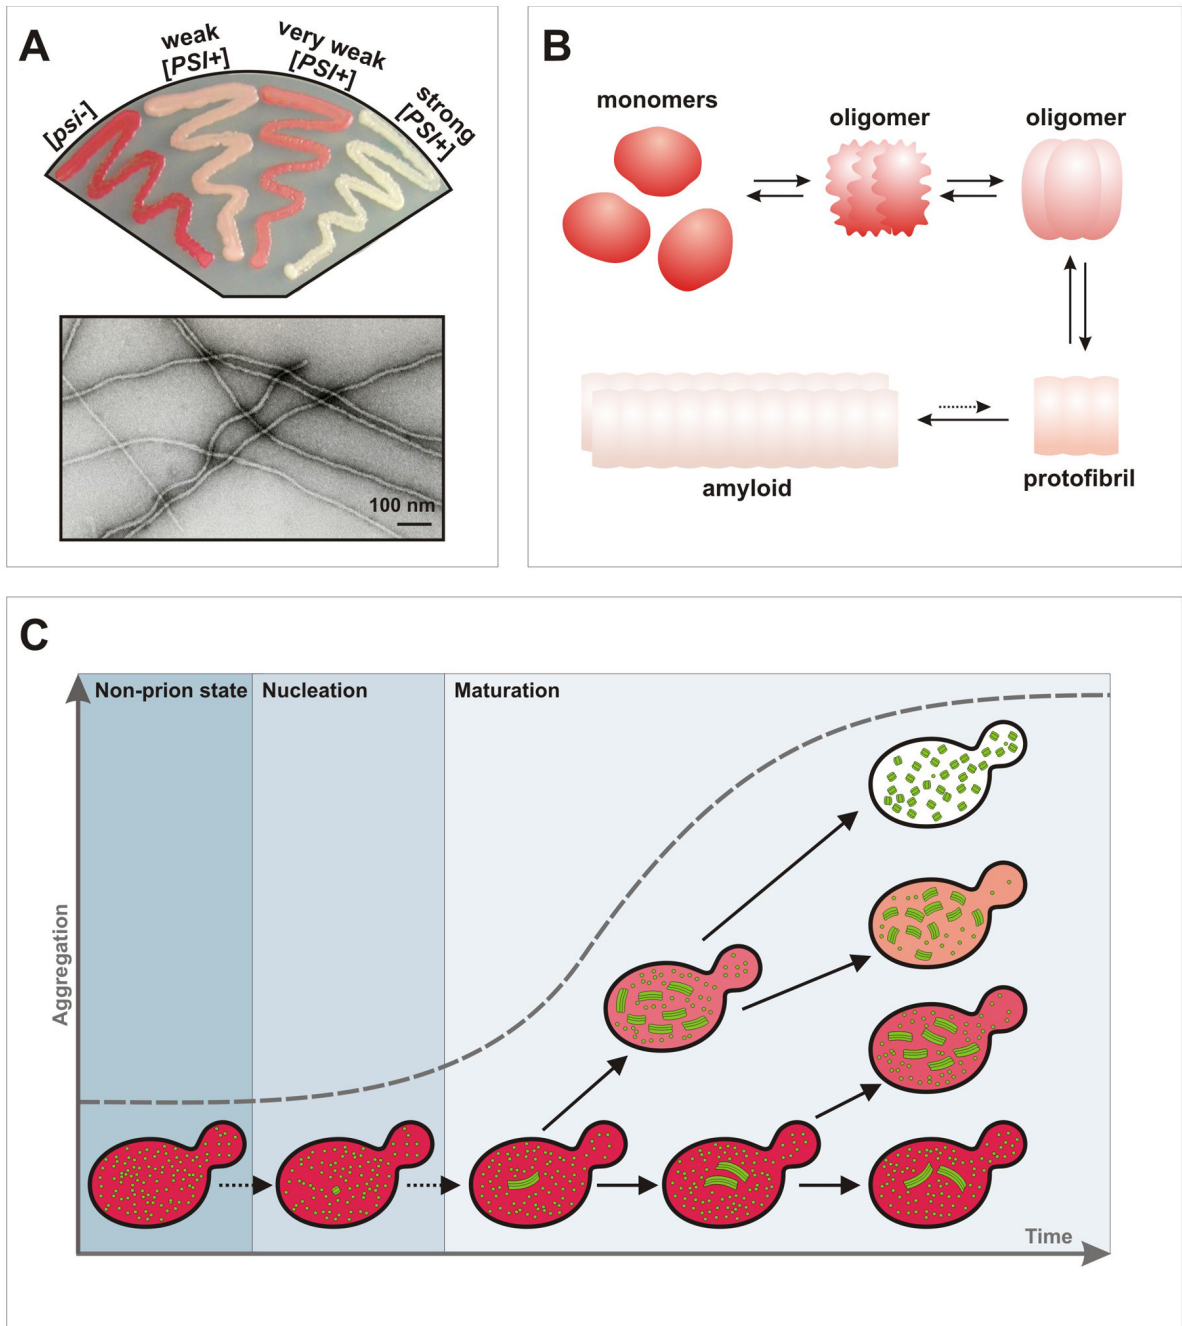 A
[psi-]
weak
[PSI+]
very weak
[PSI+]
strong
[PSI+]
100 nm
B
monomers
oligomer
oligomer
amyloid
protofibril
C
Non-prion state
Nucleation
Maturation
Aggregation
Time